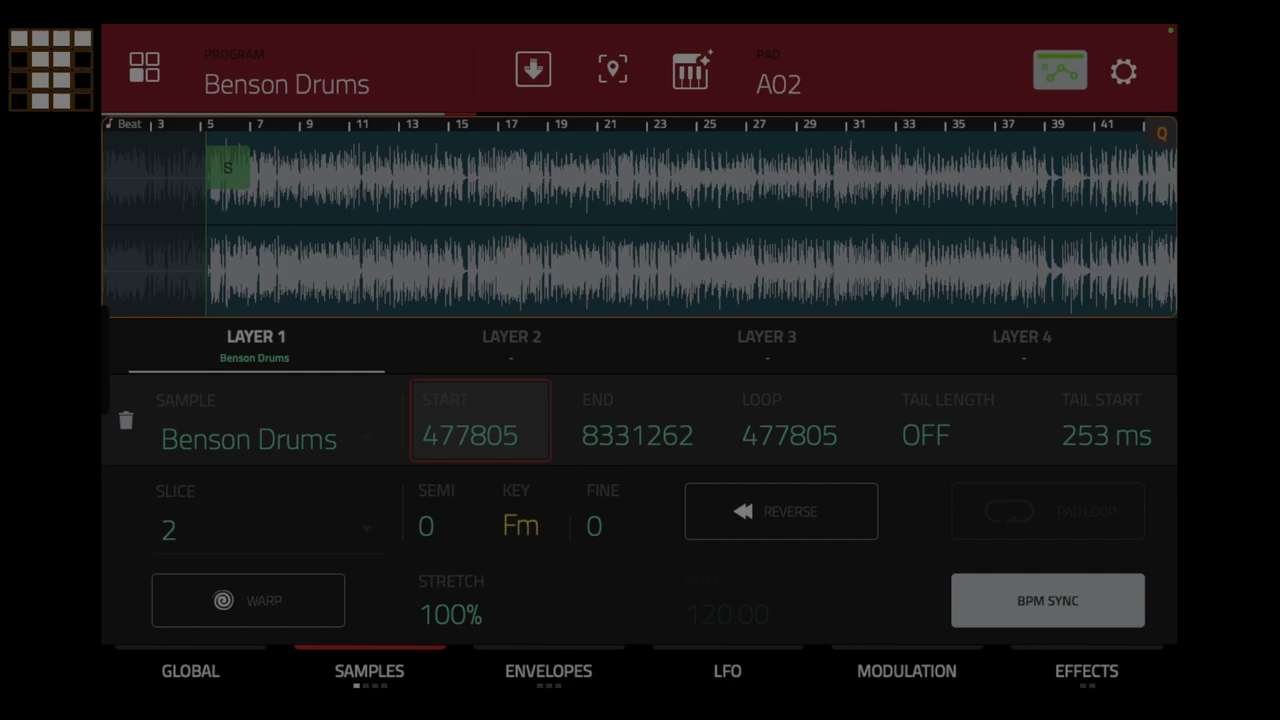 PROGRAM
Benson Drums
PAD
A02
Beat 3 5 7 9 11 13 15 17 19 21 23 25 27 29 31 33 35 37 39 41
Q
S
LAYER 1 LAYER 2 LAYER 3 LAYER 4
Benson Drums - - -
SAMPLE START END LOOP TAIL LENGTH TAIL START
Benson Drums 477805 8331262 477805 OFF 253 ms
SLICE SEMI KEY FINE
2 0 Fm 0
REVERSE PAD LOOP
STRETCH
WARP 100% 120.00 BPM SYNC
GLOBAL SAMPLES ENVELOPES LFO MODULATION EFFECTS